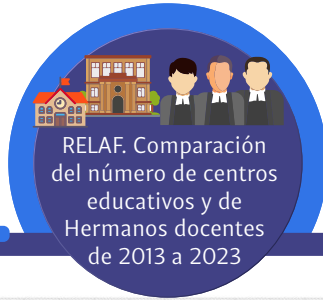 RELAF. Comparación
del número de centros
educativos y de
Hermanos docentes
de 2013 a 2023